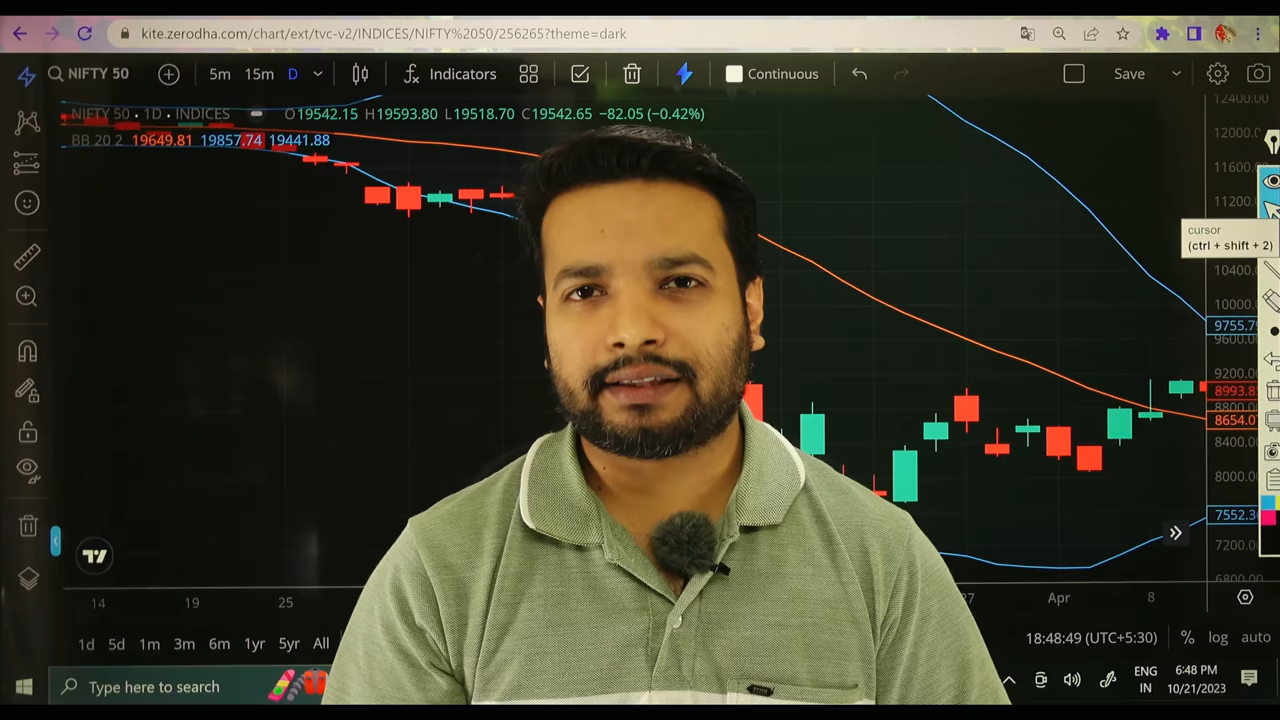 kite.zerodha.com/chart/ext/tvc-v2/INDICES/NIFTY%2050/256265?theme=dark
NIFTY 50 5m 15m D Indicators Continuous Save
NIFTY 50 · 1D · INDICES O19542.15 H19593.80 L19518.70 C19542.65 −82.05 (−0.42%)
BB 20 2 19649.81 19857.74 19441.88
12400.00
12000.00
11600.00
11200.00
cursor
(ctrl + shift + 2)
10400.00
10000.00
9755.79
9600.00
9200.00
8993.8
8800.00
8654.0
8400.00
8000.00
7552.3
7200.00
6800.00
14 19 25 27 Apr 8
1d 5d 1m 3m 6m 1yr 5yr All 18:48:49 (UTC+5:30) % log auto
Type here to search ENG 6:48 PM
IN 10/21/2023